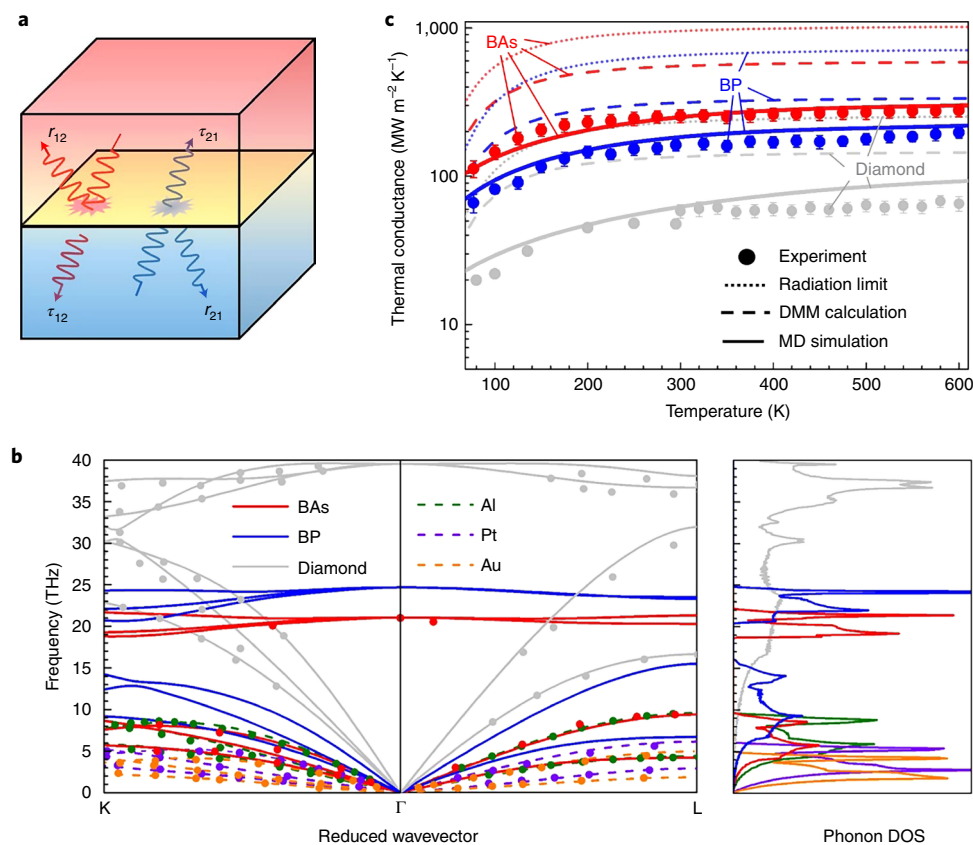 a
r12
τ21
τ12
r21
c
1,000
100
10
Thermal conductance (MW m−2 K−1)
BAs
BP
Diamond
Experiment
Radiation limit
DMM calculation
MD simulation
100 200 300 400 500 600
Temperature (K)
b
40
35
30
25
20
15
10
5
0
Frequency (THz)
BAs
BP
Diamond
Al
Pt
Au
K Γ L
Reduced wavevector
Phonon DOS